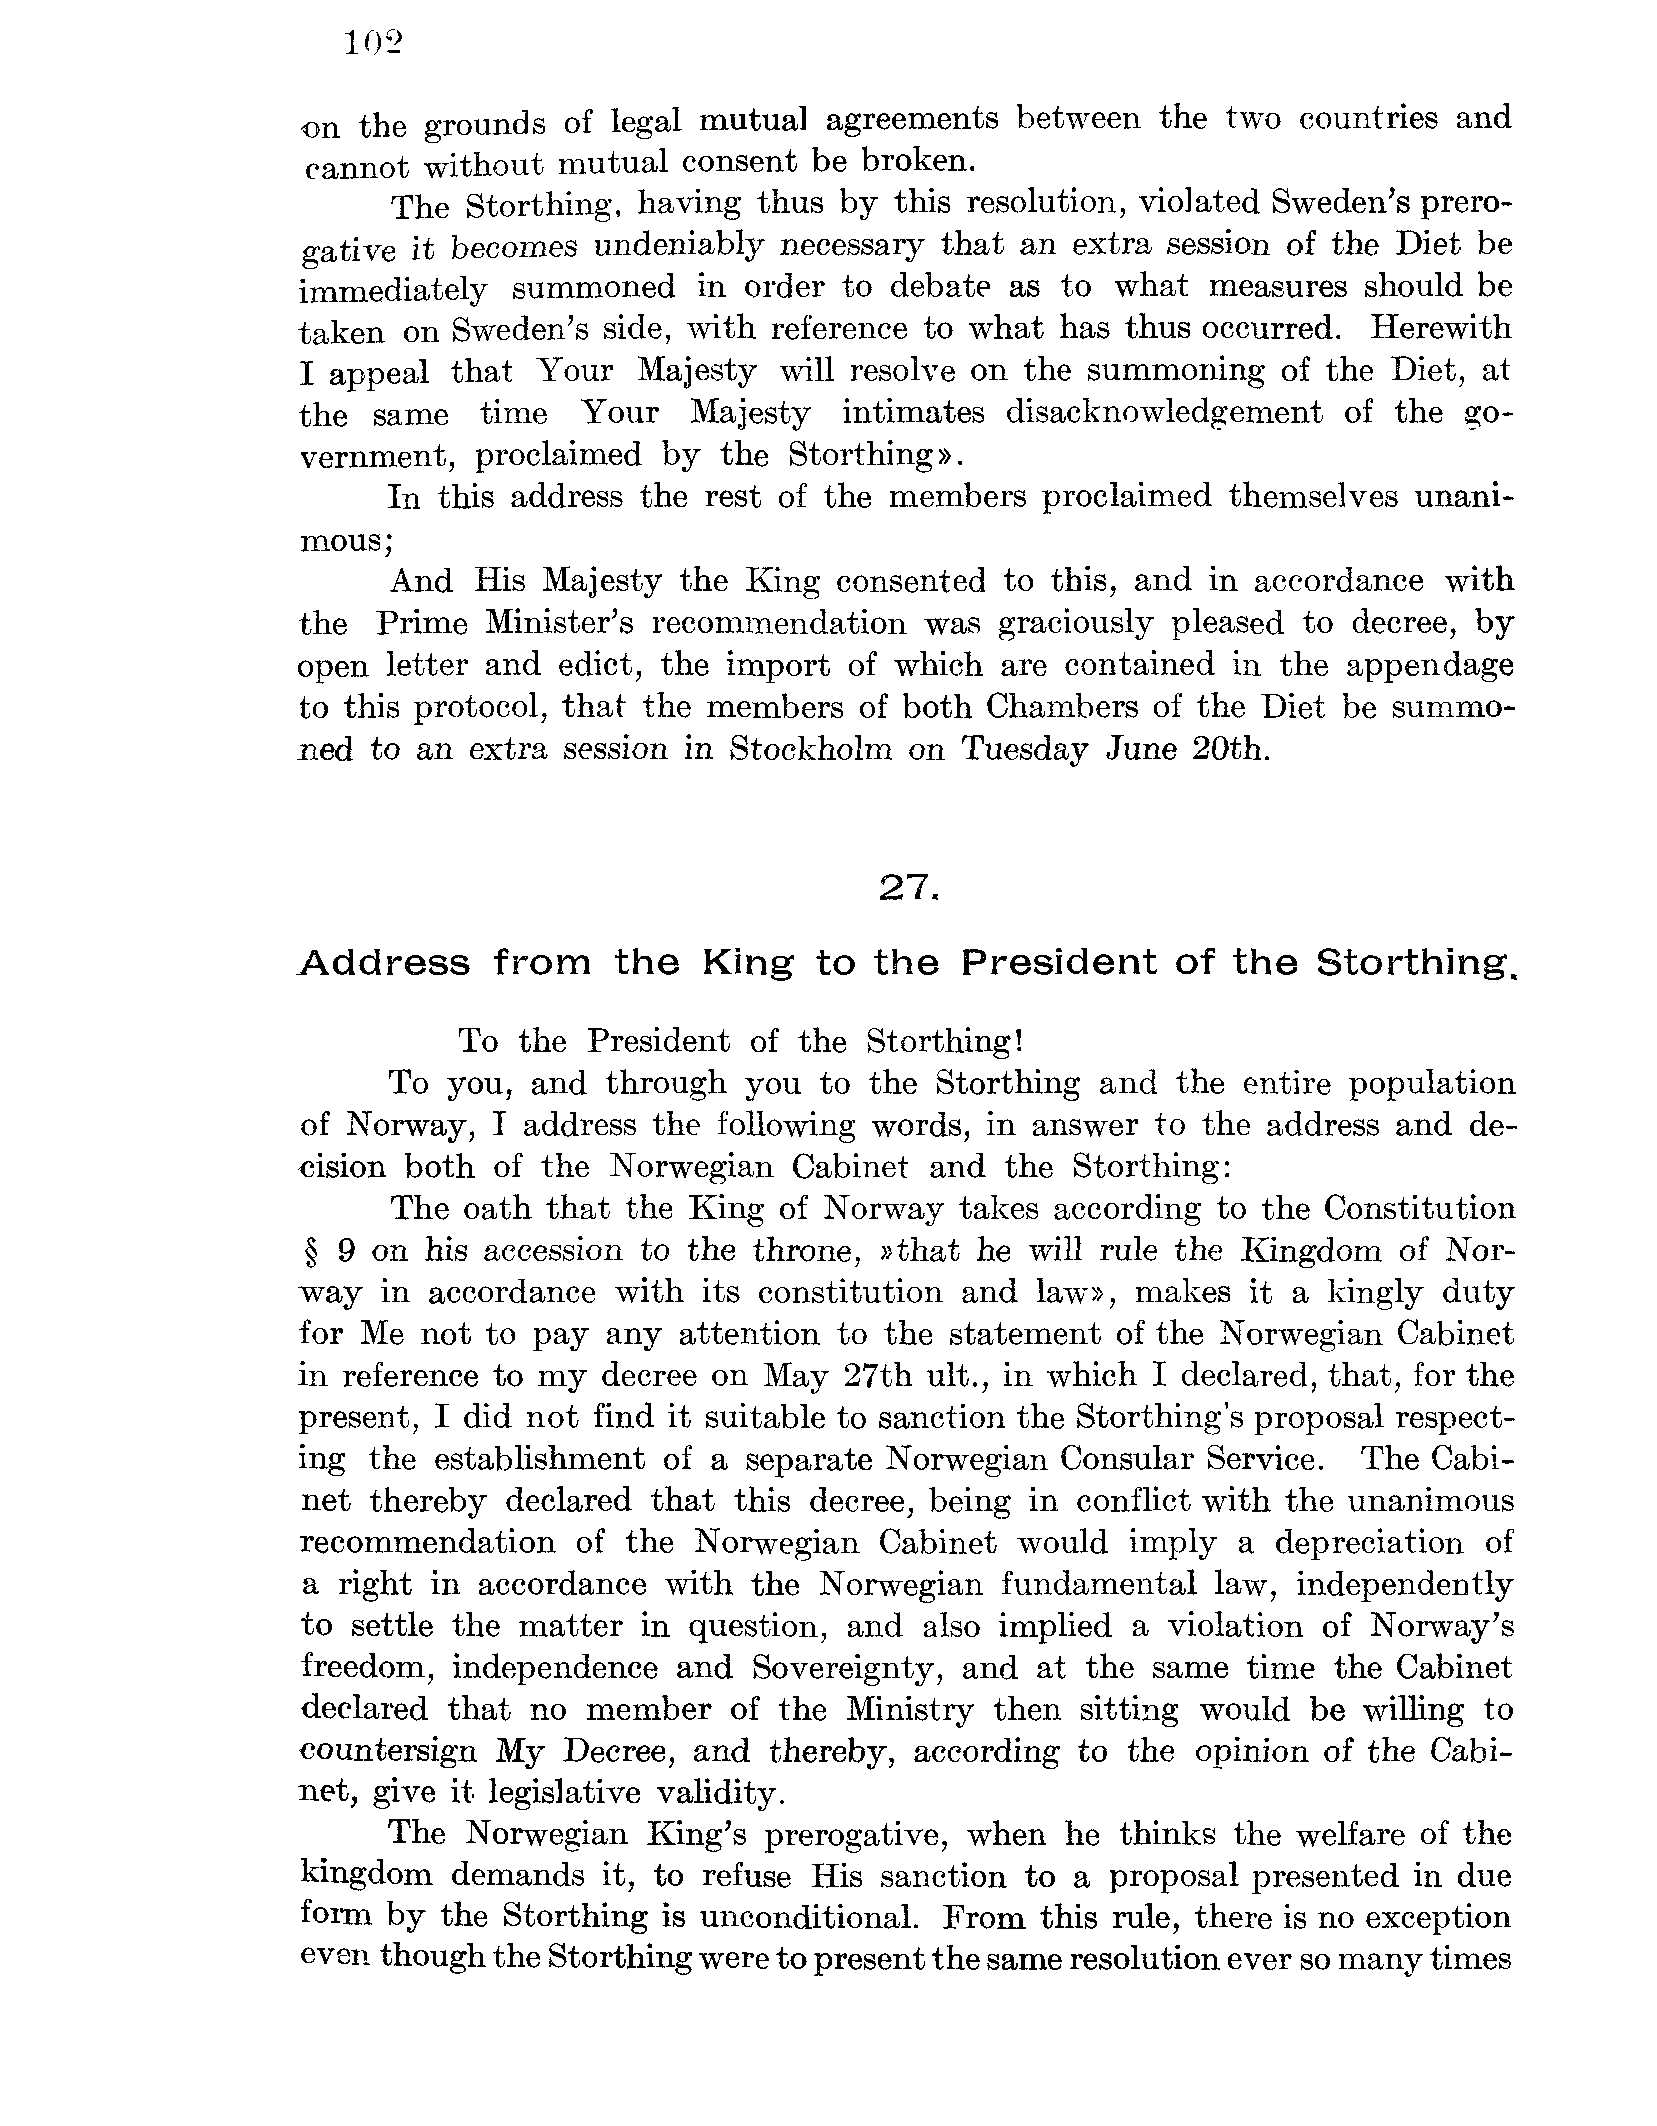 102
on the grounds of legal mutual agreements between the two countries and
cannot without mutual consent be broken.
The Storthing, having thus by this resolution, violated Sweden's prero-
gative it becomes undeniably necessary that an extra session of the Diet be
immediately summoned in order to debate as to what measures should be
taken on Sweden's side, with reference to what has thus occurred. Herewith
I appeal that Your Majesty will resolve on the summoning of the Diet, at
the same time Your Majesty intimates disacknowledgement of the go-
vernment, proclaimed by the Storthing».
In this address the rest of the members proclaimed themselves unani-
mous;
And His Majesty the King consented to this, and in accordance with
the Prime Minister's recommendation was graciously pleased to decree, by
open letter and edict, the import of which are contained in the appendage
to this protocol, that the members of both Chambers of the Diet be summo-
ned to an extra session in Stockholm on Tuesday June 20th.
27.
Address from the King to the President of the Storthing.
To the President of the Storthing!
To you, and through you to the Storthing and the entire population
of Norway, I address the following words, in answer to the address and de-
cision both of the Norwegian Cabinet and the Storthing:
The oath that the King of Norway takes according to the Constitution
§ 9 on his accession to the throne, »that he will rule the Kingdom of Nor-
way in accordance with its constitution and law», makes it a kingly duty
for Me not to pay any attention to the statement of the Norwegian Cabinet
in reference to my decree on May 27th ult., in which I declared, that, for the
present, I did not find it suitable to sanction the Storthing's proposal respect-
ing the establishment of a separate Norwegian Consular Service. The Cabi-
net thereby declared that this decree, being in conflict with the unanimous
recommendation of the Norwegian Cabinet would imply a depreciation of
a right in accordance with the Norwegian fundamental law, independently
to settle the matter in question, and also implied a violation of Norway's
freedom, independence and Sovereignty, and at the same time the Cabinet
declared that no member of the Ministry then sitting would be willing to
countersign My Decree, and thereby, according to the opinion of the Cabi-
net, give it legislative validity.
The Norwegian King's prerogative, when he thinks the welfare of the
kingdom demands it, to refuse His sanction to a proposal presented in due
form by the Storthing is unconditional. From this rule, there is no exception
even though the Storthing were to present the same resolution ever so many times